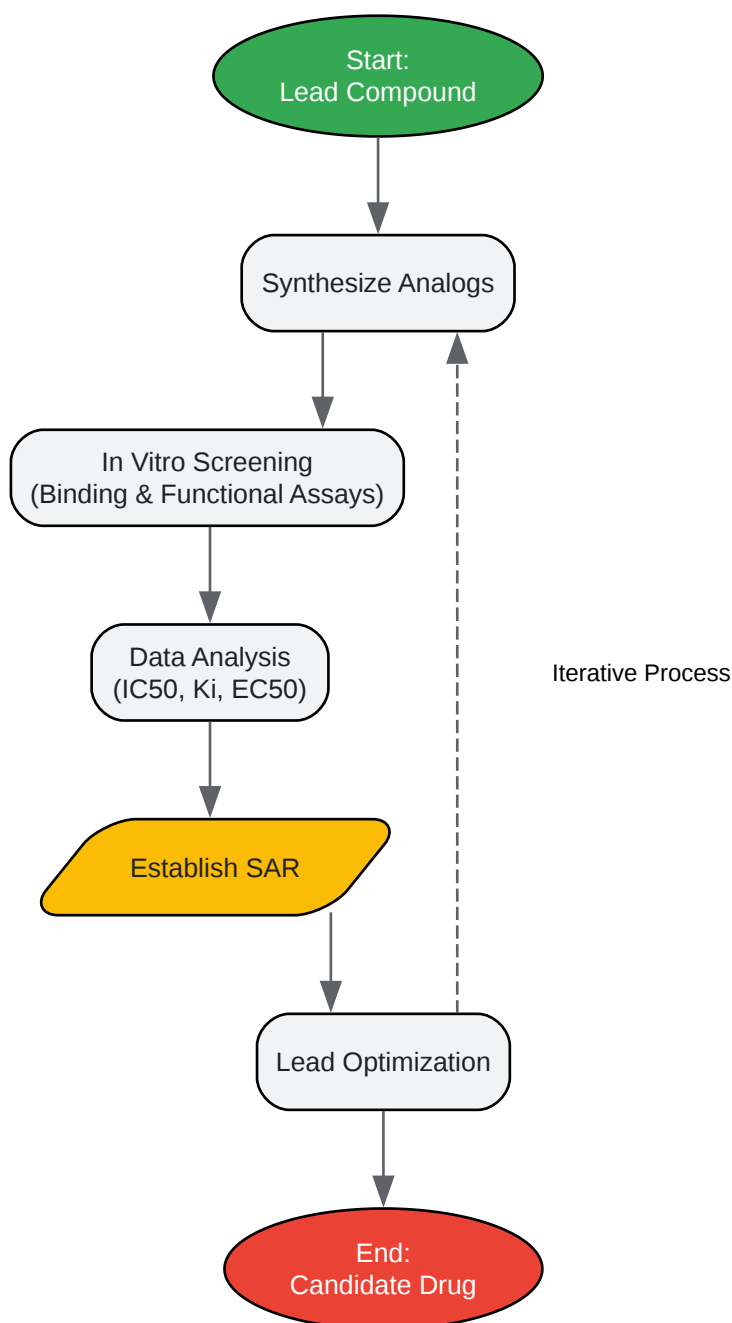 Start:
Lead Compound
Synthesize Analogs
In Vitro Screening
(Binding & Functional Assays)
Data Analysis
(IC50, Ki, EC50)
Iterative Process
Establish SAR
Lead Optimization
End:
Candidate Drug